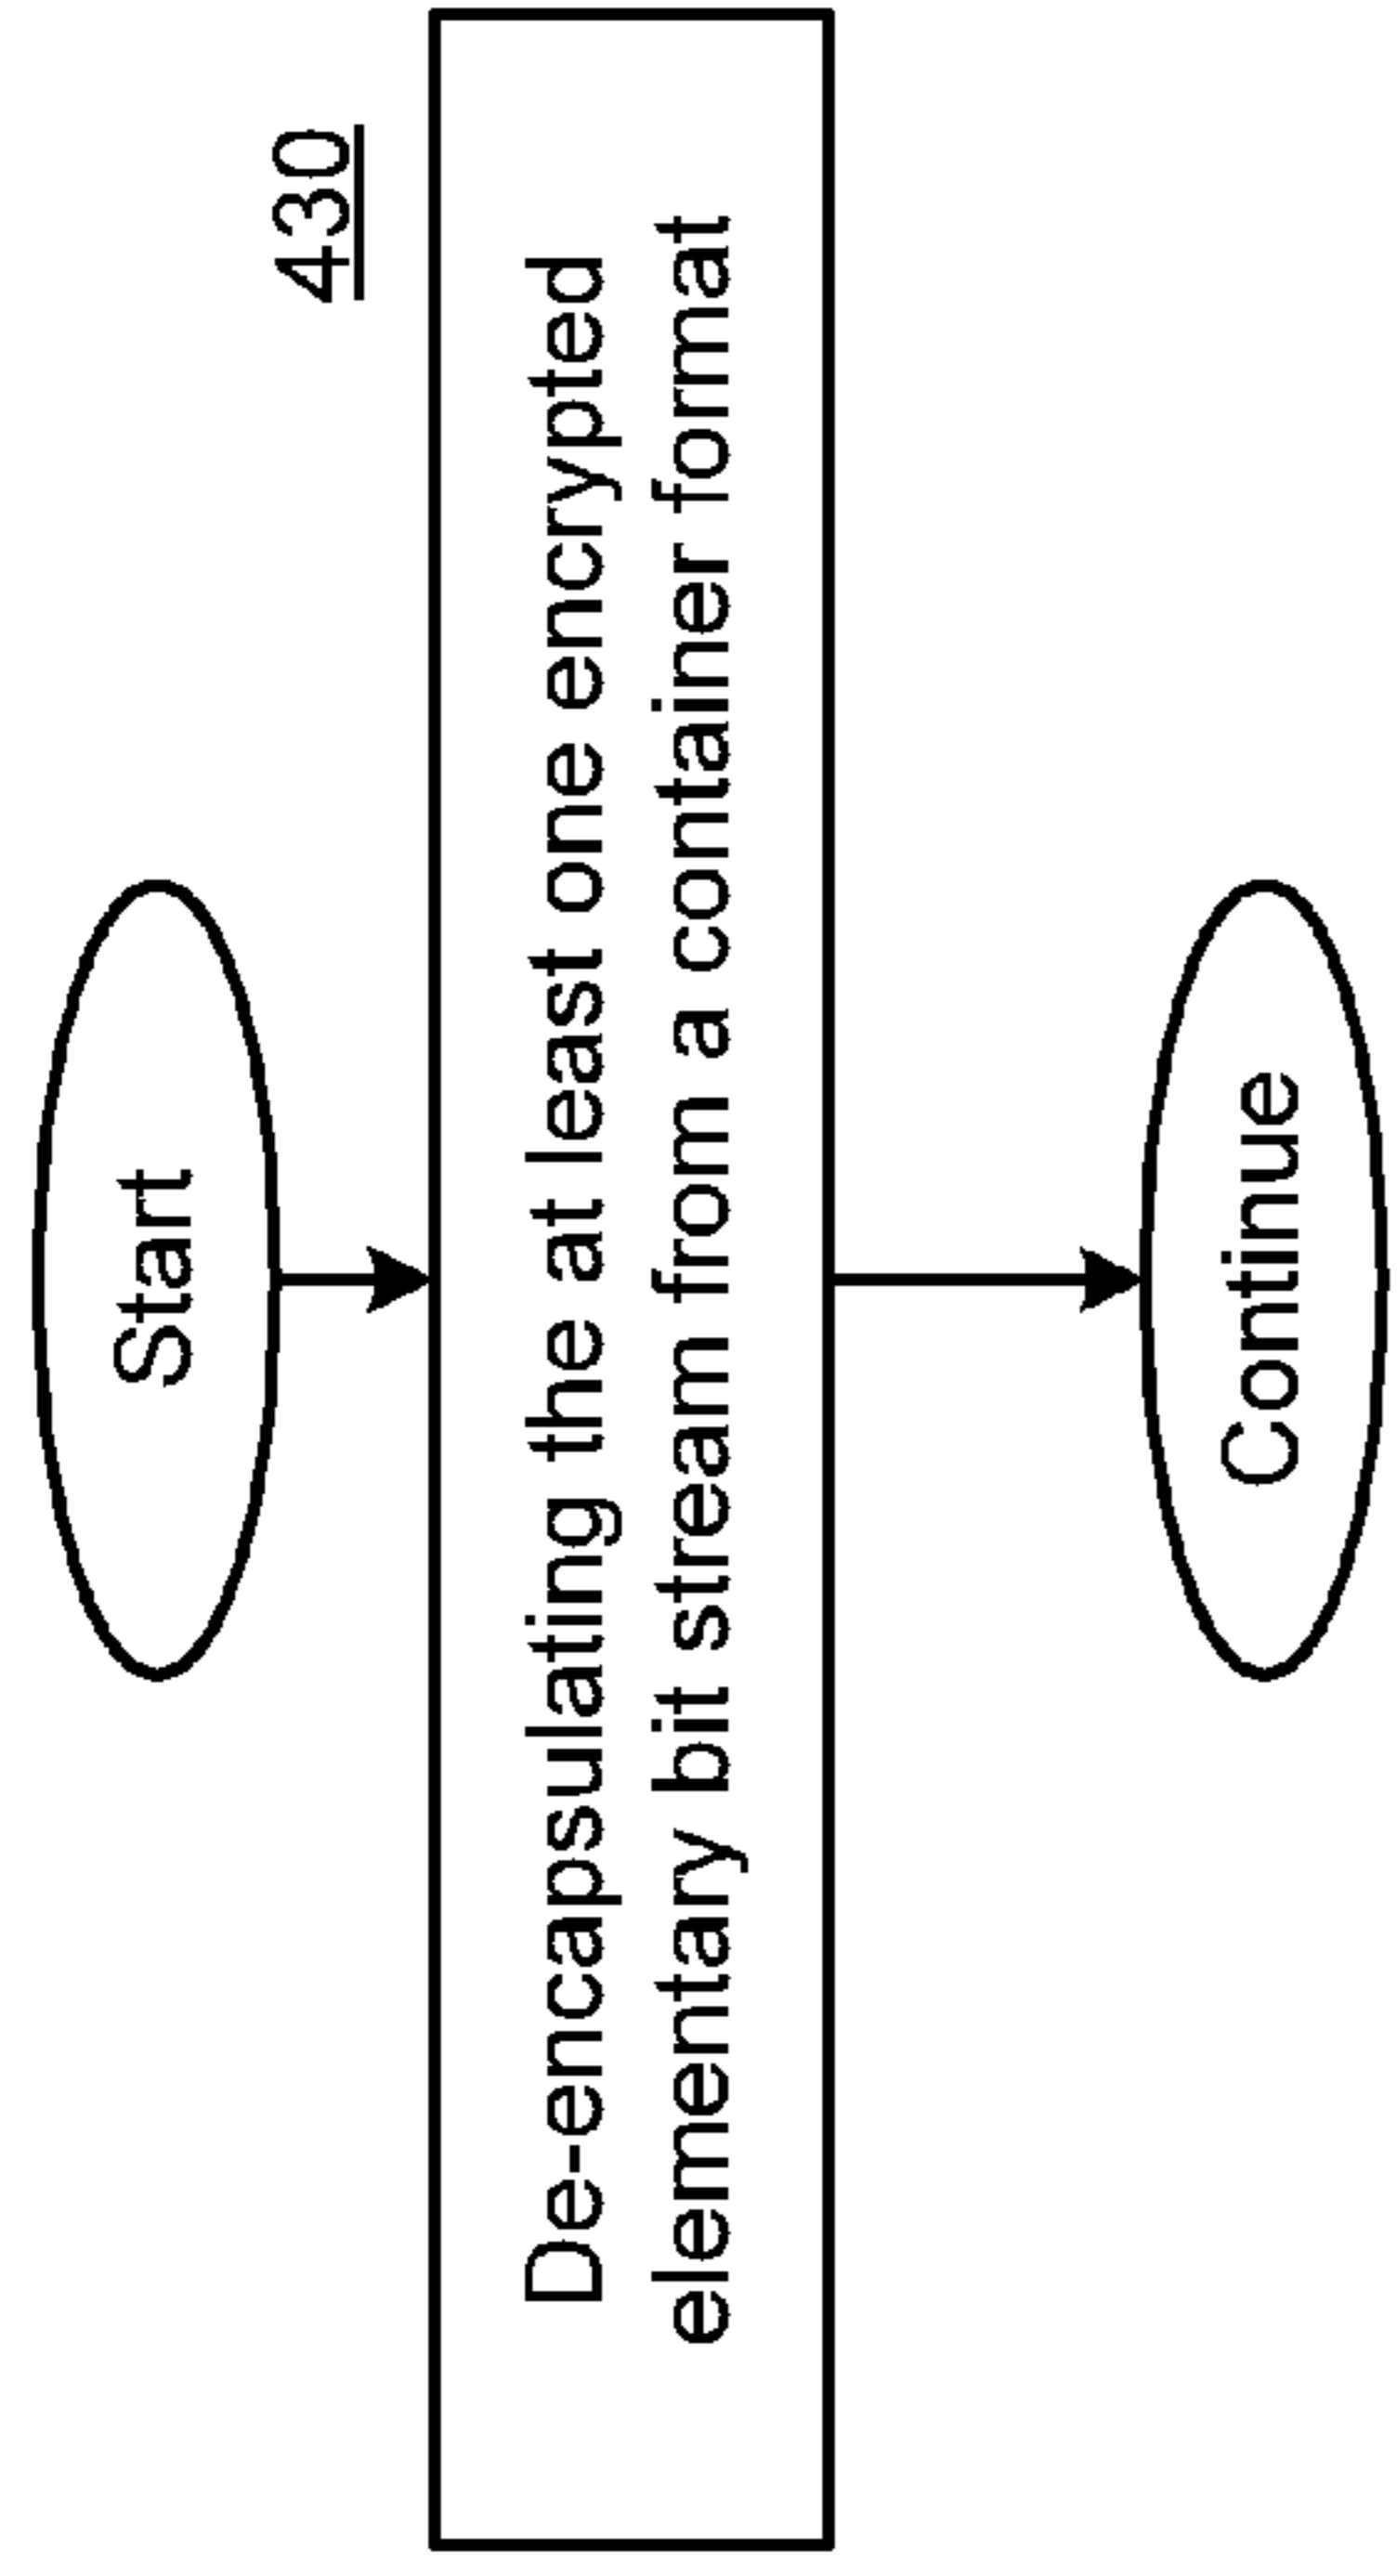 Start
430
De-encapsulating the at least one encrypted
elementary bit stream from a container format
Continue